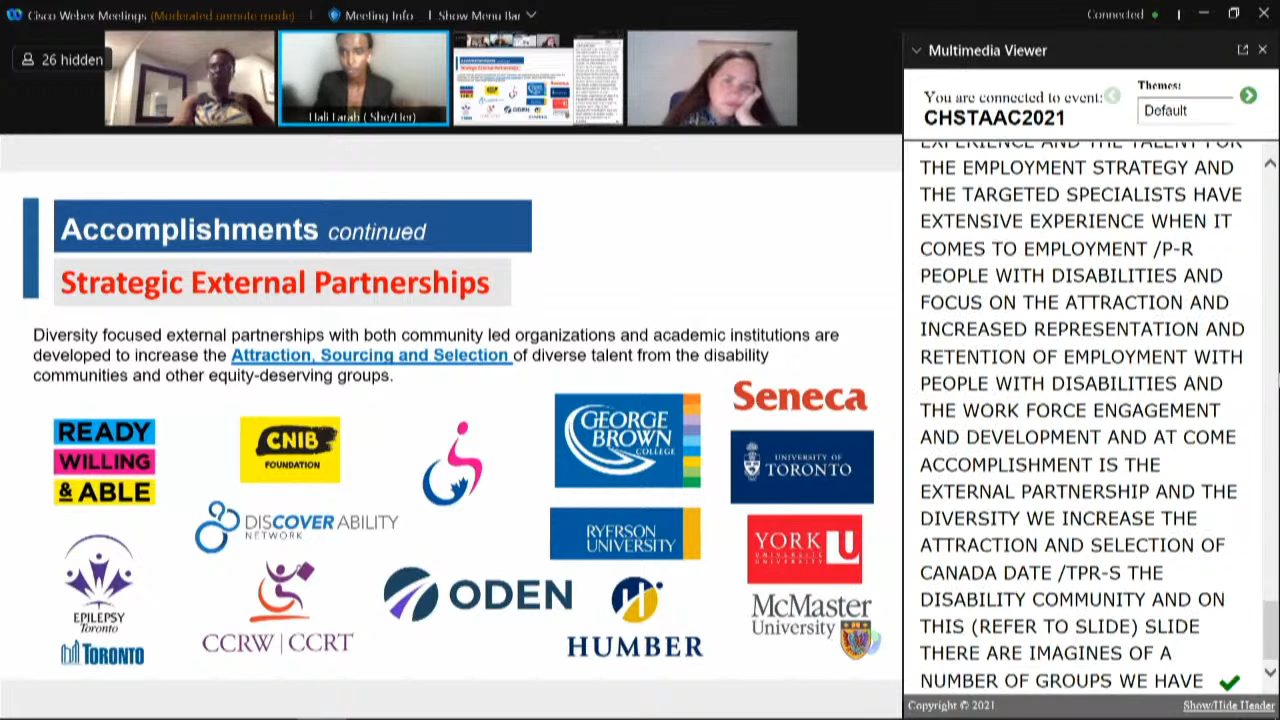 Cisco Webex Meetings (Moderated unmute mode) | Meeting Info | Show Menu Bar
Connected
26 hidden
Hali Farah ( She/Her)
Multimedia Viewer
You are connected to event:
CHSTAAC2021
Themes:
Default
Accomplishments continued
Strategic External Partnerships
Diversity focused external partnerships with both community led organizations and academic institutions are
developed to increase the Attraction, Sourcing and Selection of diverse talent from the disability
communities and other equity-deserving groups.
READY
WILLING
& ABLE
CNIB
FOUNDATION
GEORGE
BROWN
COLLEGE
Seneca
UNIVERSITY OF
TORONTO
DISCOVER ABILITY
NETWORK
RYERSON
UNIVERSITY
YORK U
UNIVERSITÉ
UNIVERSITY
EPILEPSY
Toronto
TORONTO
CCRW | CCRT
ODEN
HUMBER
McMaster
University
EXPERIENCE AND THE TALENT FOR
THE EMPLOYMENT STRATEGY AND
THE TARGETED SPECIALISTS HAVE
EXTENSIVE EXPERIENCE WHEN IT
COMES TO EMPLOYMENT /P-R
PEOPLE WITH DISABILITIES AND
FOCUS ON THE ATTRACTION AND
INCREASED REPRESENTATION AND
RETENTION OF EMPLOYMENT WITH
PEOPLE WITH DISABILITIES AND
THE WORK FORCE ENGAGEMENT
AND DEVELOPMENT AND AT COME
ACCOMPLISHMENT IS THE
EXTERNAL PARTNERSHIP AND THE
DIVERSITY WE INCREASE THE
ATTRACTION AND SELECTION OF
CANADA DATE /TPR-S THE
DISABILITY COMMUNITY AND ON
THIS (REFER TO SLIDE) SLIDE
THERE ARE IMAGINES OF A
NUMBER OF GROUPS WE HAVE
Copyright © 2021
Show/Hide Header